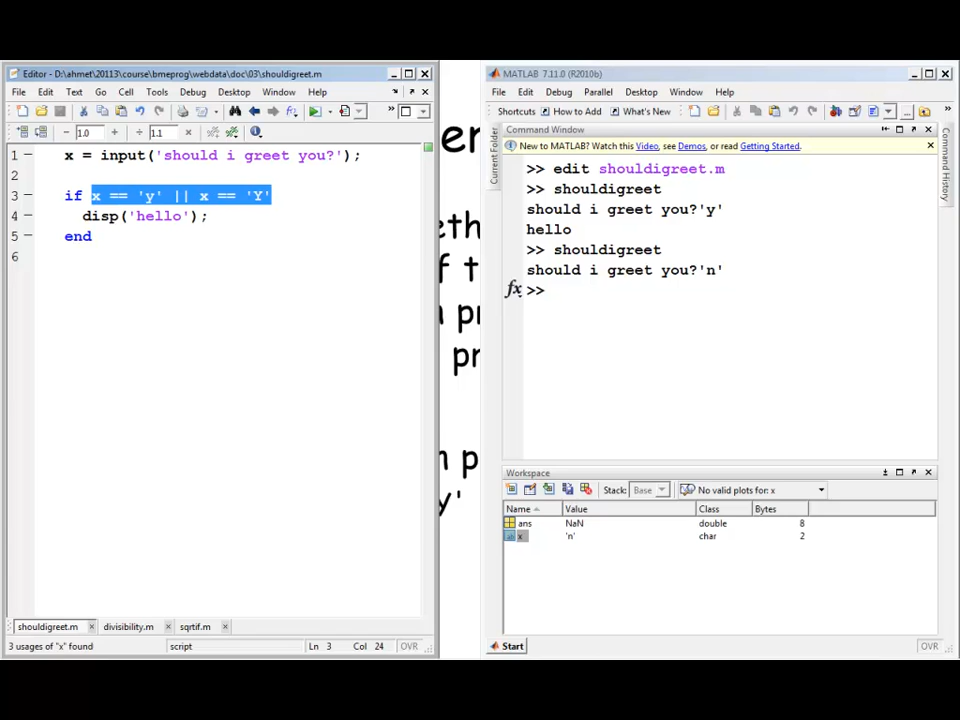 Editor - D:\ahmet\20113\course\bmeprog\webdata\doc\03\shouldigreet.m
File Edit Text Go Cell Tools Debug Desktop Window Help
1.0
1.1
1 x = input('should i greet you?');
2
3 if x == 'y' || x == 'Y'
4 disp('hello');
5 end
6
shouldigreet.m
divisibility.m
sqrtif.m
3 usages of "x" found
script
Ln 3 Col 24
OVR
MATLAB 7.11.0 (R2010b)
File Edit Debug Parallel Desktop Window Help
Shortcuts How to Add What's New
Current Folder
Command Window
Command History
New to MATLAB? Watch this Video, see Demos, or read Getting Started.
>> edit shouldigreet.m
>> shouldigreet
should i greet you?'y'
hello
>> shouldigreet
should i greet you?'n'
fx >>
Workspace
Stack: Base No valid plots for: x
Name Value Class Bytes
ans NaN double 8
x 'n' char 2
Start
OVR